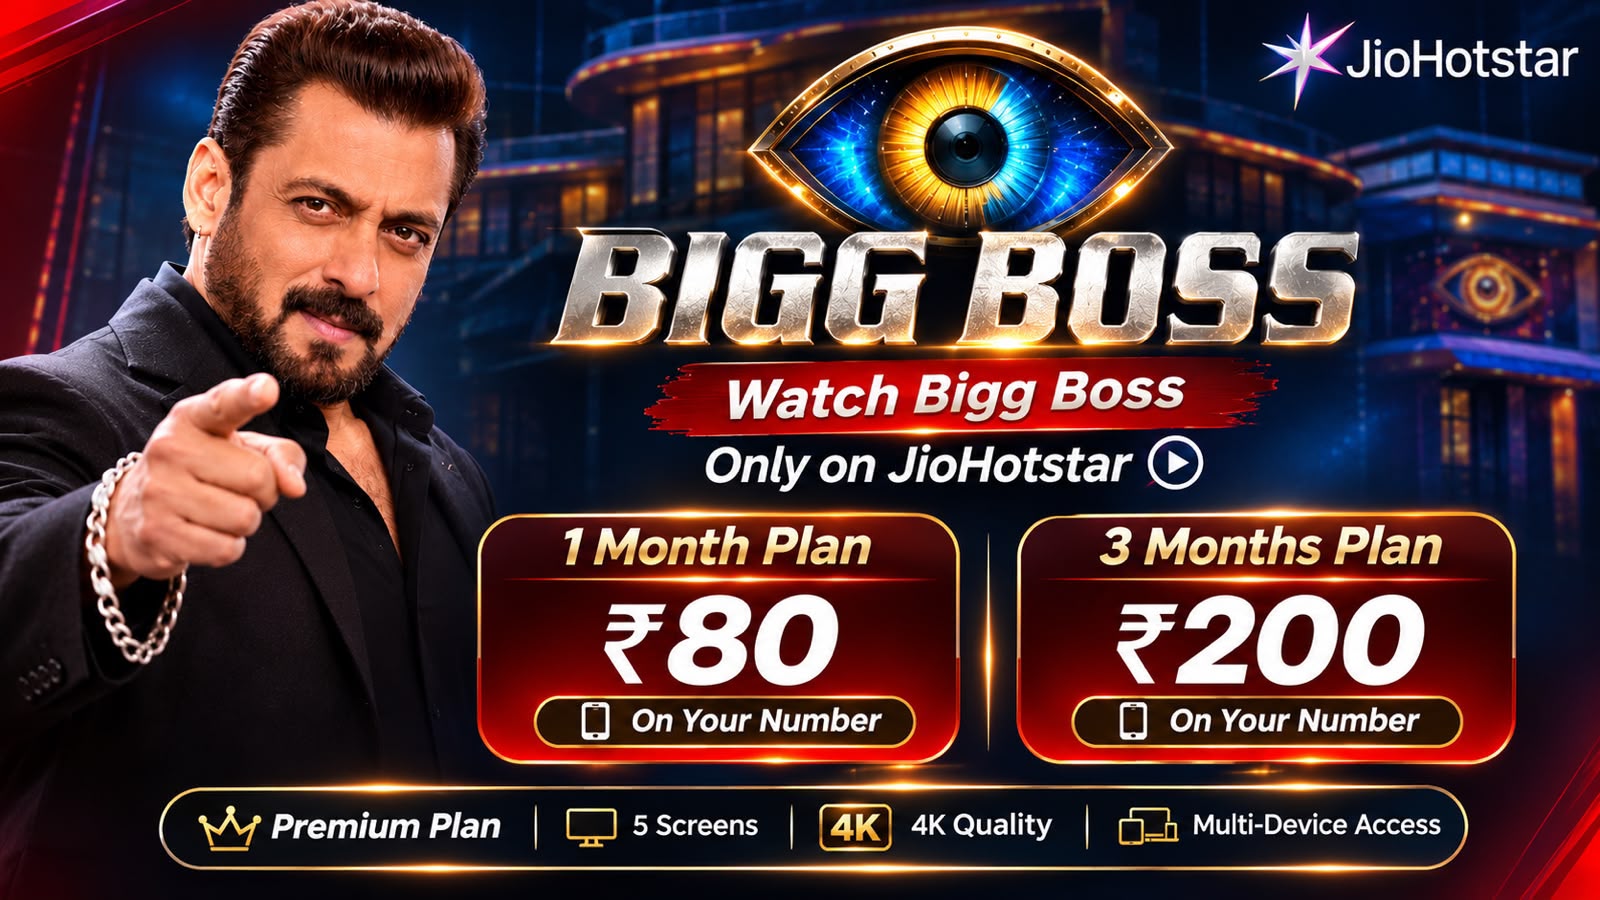 JioHotstar
BIGG BOSS
Watch Bigg Boss
Only on JioHotstar
1 Month Plan
₹80
On Your Number
3 Months Plan
₹200
On Your Number
Premium Plan
5 Screens
4K
4K Quality
Multi-Device Access